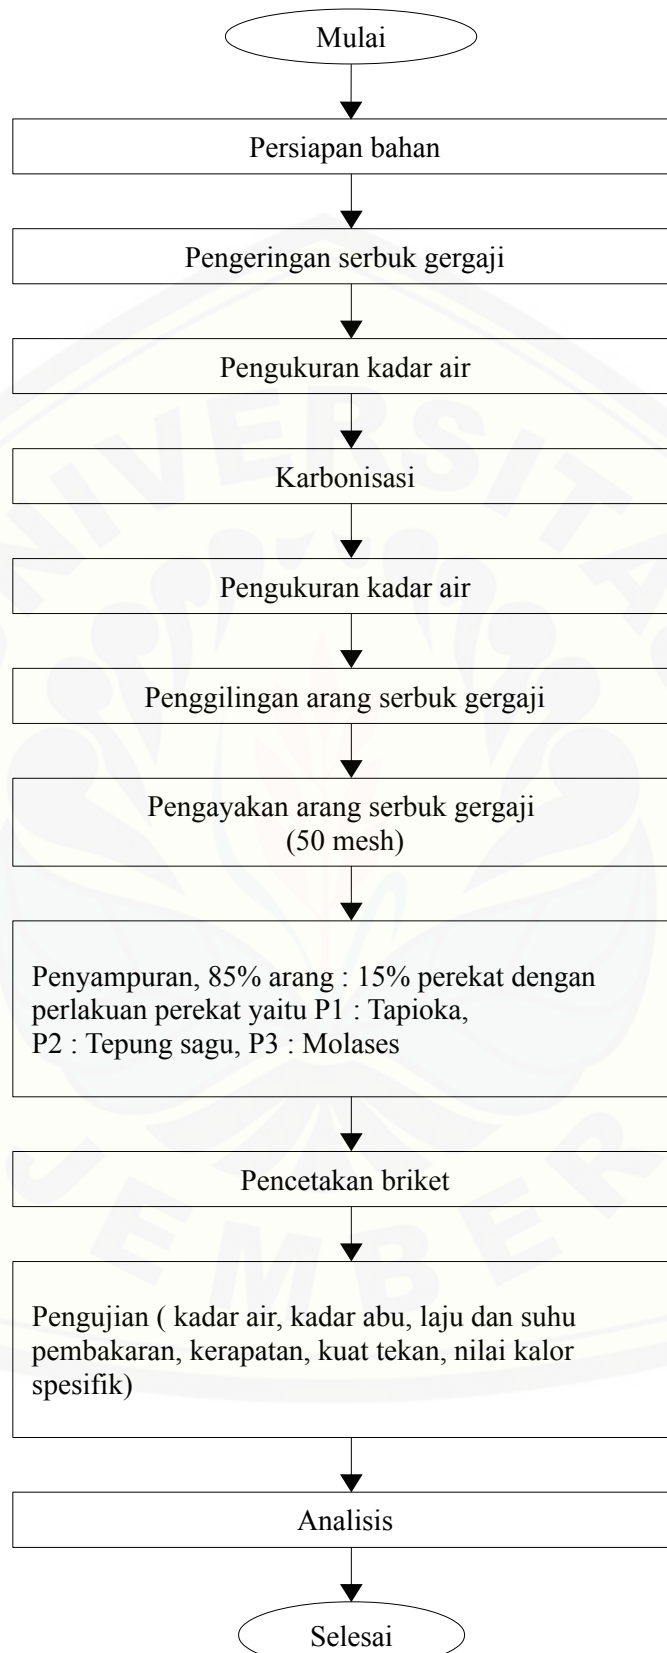 Mulai
Persiapan bahan
Pengeringan serbuk gergaji
Pengukuran kadar air
Karbonisasi
Pengukuran kadar air
Penggilingan arang serbuk gergaji
Pengayakan arang serbuk gergaji
(50 mesh)
Penyampuran, 85% arang : 15% perekat dengan
perlakuan perekat yaitu P1 : Tapioka,
P2 : Tepung sagu, P3 : Molases
Pencetakan briket
Pengujian ( kadar air, kadar abu, laju dan suhu
pembakaran, kerapatan, kuat tekan, nilai kalor
spesifik)
Analisis
Selesai
UNIVERSITAS
JEMBER